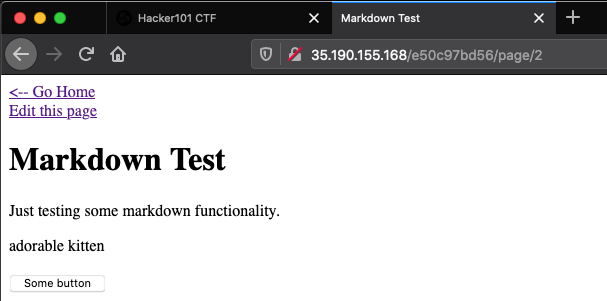 Hacker101 CTF
Markdown Test
35.190.155.168/e50c97bd56/page/2
<-- Go Home
Edit this page
Markdown Test
Just testing some markdown functionality.
adorable kitten
Some button